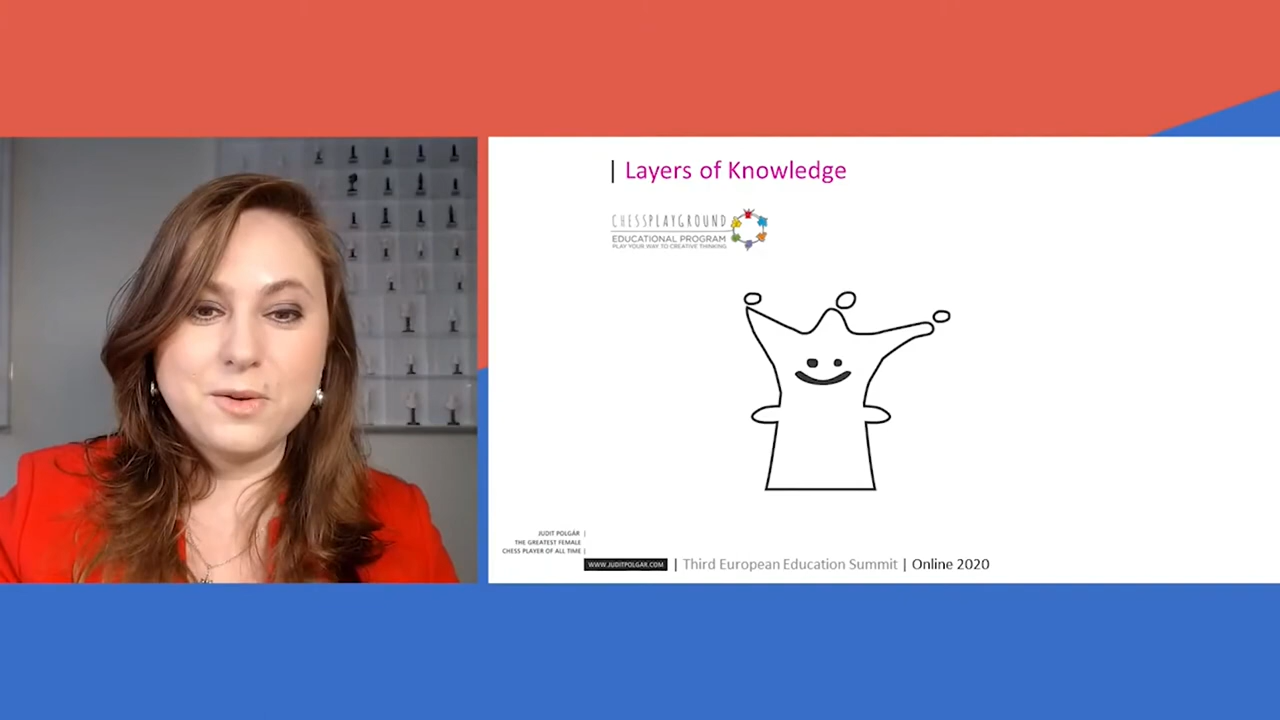 | Layers of Knowledge
CHESSPLAYGROUND
EDUCATIONAL PROGRAM
PLAY YOUR WAY TO CREATIVE THINKING
JUDIT POLGÁR |
THE GREATEST FEMALE
CHESS PLAYER OF ALL TIME |
WWW.JUDITPOLGAR.COM | Third European Education Summit | Online 2020